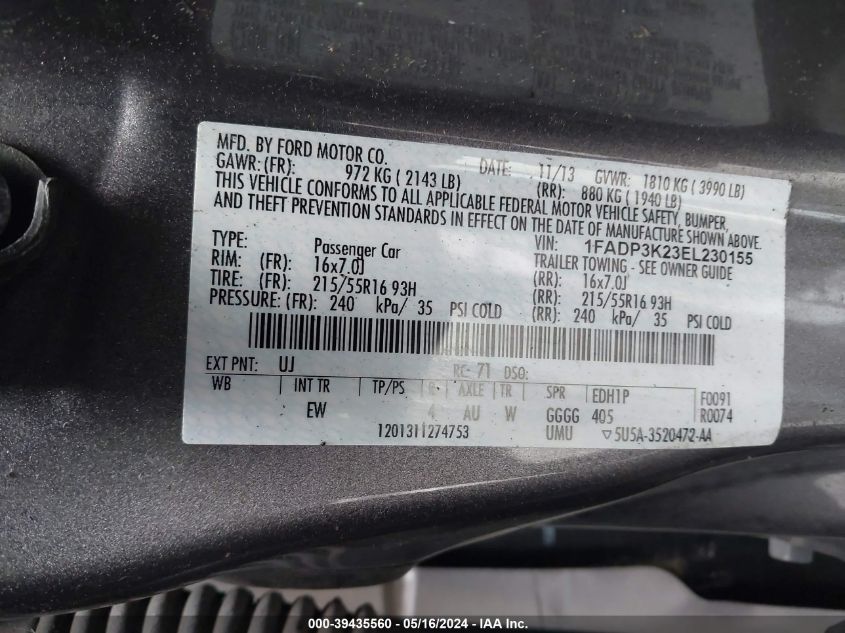 MFD. BY FORD MOTOR CO.
DATE: 11/13 GVWR: 1810 KG ( 3990 LB)
GAWR:(FR): 972 KG ( 2143 LB) (RR): 880 KG ( 1940 LB)
THIS VEHICLE CONFORMS TO ALL APPLICABLE FEDERAL MOTOR VEHICLE SAFETY, BUMPER,
AND THEFT PREVENTION STANDARDS IN EFFECT ON THE DATE OF MANUFACTURE SHOWN ABOVE.
VIN: 1FADP3K23EL230155
TYPE: Passenger Car TRAILER TOWING - SEE OWNER GUIDE
RIM: (FR): 16x7.0J (RR): 16x7.0J
TIRE: (FR): 215/55R16 93H (RR): 215/55R16 93H
PRESSURE: (FR): 240 kPa/ 35 PSI COLD (RR): 240 kPa/ 35 PSI COLD
EXT PNT: UJ RC: 71 DSO:
WB INT TR TP/PS R AXLE TR SPR EDH1P F0091
EW 4 AU W GGGG 405 R0074
1201311274753 UMU ▽5U5A-3520472-AA
000-39435560 - 05/16/2024 - IAA Inc.